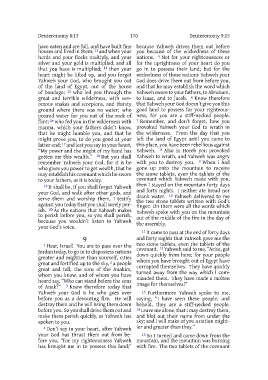 Deuteronomy 8:13 170 Deuteronomy 9:15
have eaten and are full, and have built fine
houses and lived in them; 13 and when your
herds and your flocks multiply, and your
silver and your gold is multiplied, and all
that you have is multiplied; 14 then your
heart might be lifted up, and you forget
Yahweh your God, who brought you out
of the land of Egypt, out of the house
of bondage; 15 who led you through the
great and terrible wilderness, with ven-
omous snakes and scorpions, and thirsty
ground where there was no water; who
poured water for you out of the rock of
flint; 16 who fed you in the wilderness with
manna, which your fathers didn't know,
that he might humble you, and that he
might prove you, to do you good at your
latter end; 17 and lest you say in your heart,
"My power and the might of my hand has
gotten me this wealth." 18 But you shall
remember Yahweh your God, for it is he
who gives you power to get wealth, that he
may establish his covenant which he swore
to your fathers, as it is today.
19 It shall be, if you shall forget Yahweh
your God, and walk after other gods, and
serve them and worship them, I testify
against you today that you shall surely per-
ish. 20 As the nations that Yahweh makes
to perish before you, so you shall perish,
because you wouldn't listen to Yahweh
your God's voice.
9
1 Hear, Israel! You are to pass over the
Jordan today, to go in to dispossess nations
greater and mightier than yourself, cities
great and fortified up to the sky, 2 a people
great and tall, the sons of the Anakim,
whom you know, and of whom you have
heard say, "Who can stand before the sons
of Anak?" 3 Know therefore today that
Yahweh your God is he who goes over
before you as a devouring fire. He will
destroy them and he will bring them down
before you. So you shall drive them out and
make them perish quickly, as Yahweh has
spoken to you.
4 Don't say in your heart, after Yahweh
your God has thrust them out from be-
fore you, "For my righteousness Yahweh
has brought me in to possess this land;"
because Yahweh drives them out before
you because of the wickedness of these
nations. 5 Not for your righteousness or
for the uprightness of your heart do you
go in to possess their land; but for the
wickedness of these nations Yahweh your
God does drive them out from before you,
and that he may establish the word which
Yahweh swore to your fathers, to Abraham,
to Isaac, and to Jacob. 6 Know therefore
that Yahweh your God doesn't give you this
good land to possess for your righteous-
ness, for you are a stiff-necked people.
7 Remember, and don't forget, how you
provoked Yahweh your God to wrath in
the wilderness. From the day that you
left the land of Egypt until you came to
this place, you have been rebellious against
Yahweh. 8 Also in Horeb you provoked
Yahweh to wrath, and Yahweh was angry
with you to destroy you. 9 When I had
gone up onto the mountain to receive
the stone tablets, even the tablets of the
covenant which Yahweh made with you,
then I stayed on the mountain forty days
and forty nights. I neither ate bread nor
drank water. 10 Yahweh delivered to me
the two stone tablets written with God's
finger. On them were all the words which
Yahweh spoke with you on the mountain
out of the middle of the fire in the day of
the assembly.
11 It came to pass at the end of forty days
and forty nights that Yahweh gave me the
two stone tablets, even the tablets of the
covenant. 12 Yahweh said to me, "Arise, get
down quickly from here; for your people
whom you have brought out of Egypt have
corrupted themselves. They have quickly
turned away from the way which I com-
manded them. They have made a molten
image for themselves!"
13 Furthermore Yahweh spoke to me,
saying, "I have seen these people, and
behold, they are a stiff-necked people.
14 Leave me alone, that I may destroy them,
and blot out their name from under the
sky; and I will make of you a nation might-
ier and greater than they."
15 So I turned and came down from the
mountain, and the mountain was burning
with fire. The two tablets of the covenant